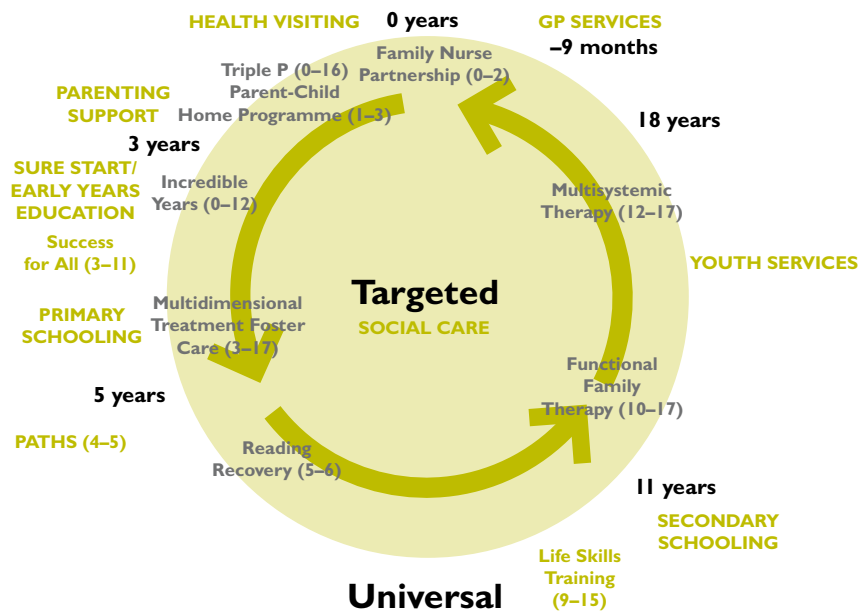 HEALTH VISITING
0 years
GP SERVICES
–9 months
Family Nurse
Partnership (0–2)
Triple P (0–16)
Parent-Child
Home Programme (1–3)
PARENTING
SUPPORT
18 years
3 years
SURE START/
EARLY YEARS
EDUCATION
Incredible
Years (0–12)
Multisystemic
Therapy (12–17)
Success
for All (3–11)
YOUTH SERVICES
Targeted
SOCIAL CARE
PRIMARY
SCHOOLING
Multidimensional
Treatment Foster
Care (3–17)
Functional
Family
Therapy (10–17)
5 years
PATHS (4–5)
Reading
Recovery (5–6)
11 years
SECONDARY
SCHOOLING
Life Skills
Training
(9–15)
Universal